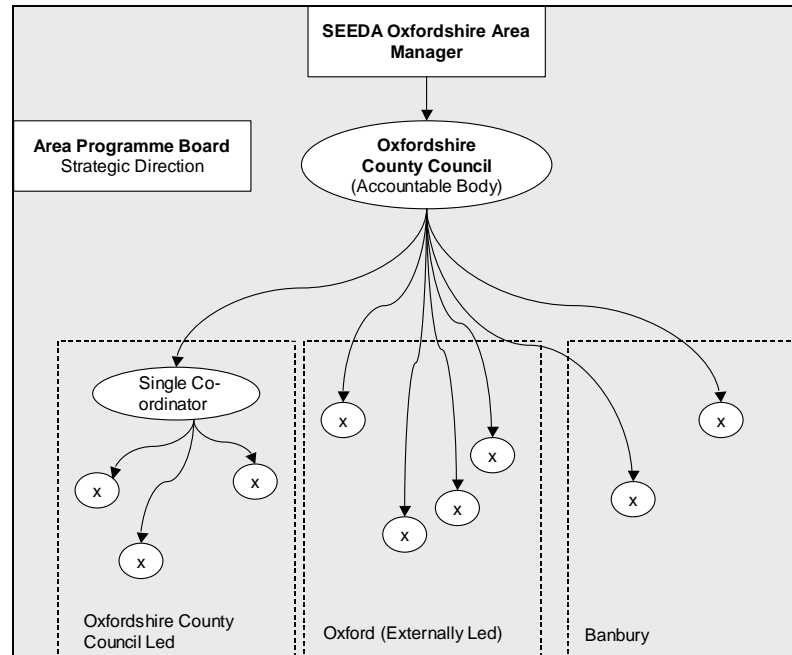 SEEDA Oxfordshire Area
Manager
Area Programme Board
Strategic Direction
Oxfordshire
County Council
(Accountable Body)
Single Co-
ordinator
x
x
x
x
x
x
x
x
x
Oxfordshire County
Council Led
Oxford (Externally Led)
Banbury